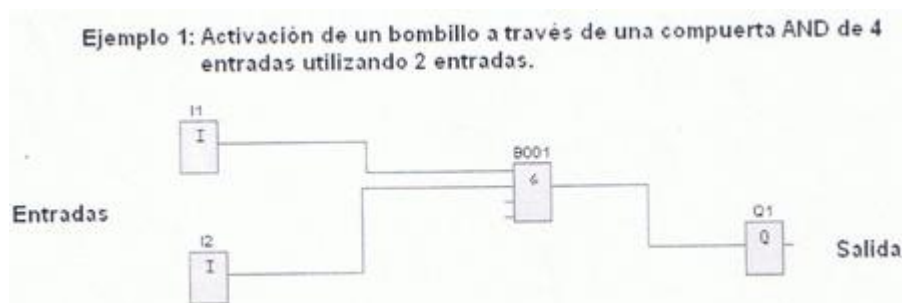 Ejemplo 1: Activación de un bombillo a través de una compuerta AND de 4
entradas utilizando 2 entradas.
I1
I
B001
&
Entradas
Q1
Q
Salida
I2
I